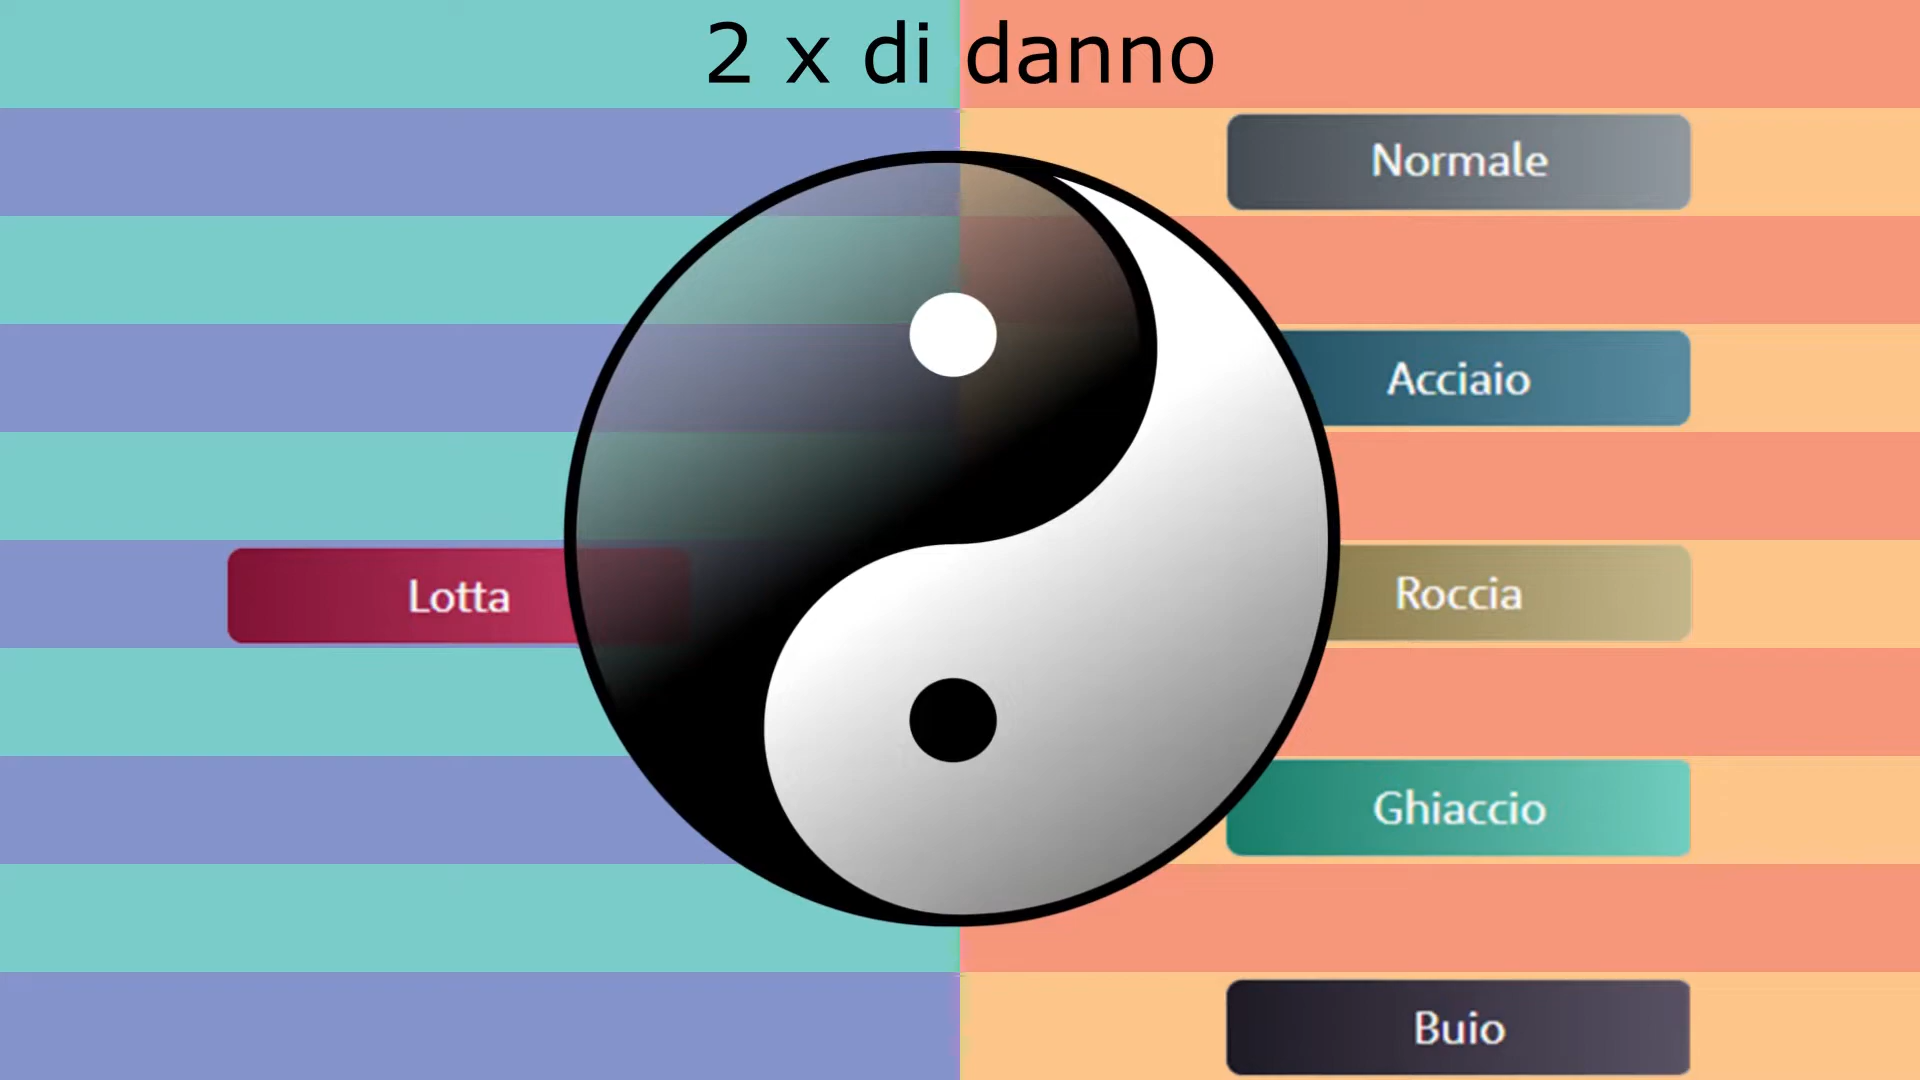 2 x di danno
Normale
Acciaio
Lotta
Roccia
Ghiaccio
Buio